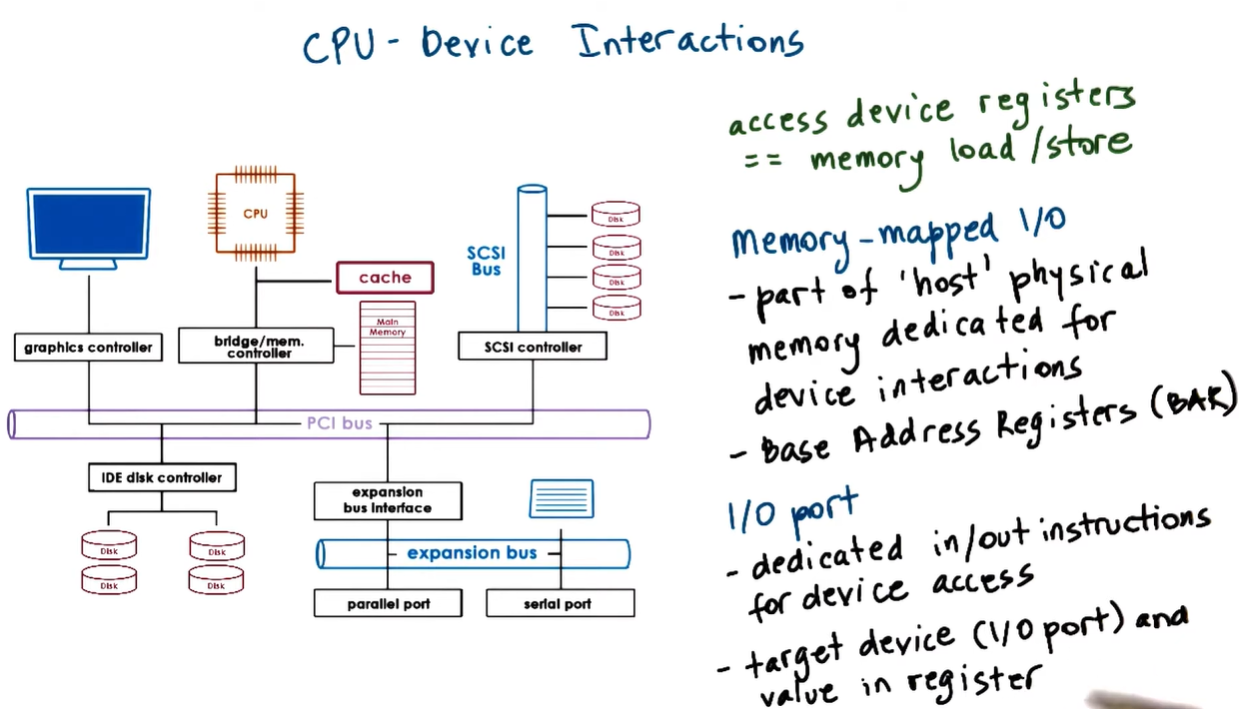 CPU - Device Interactions
access device registers
== memory load/store
Memory-mapped I/O
- part of 'host' physical
memory dedicated for
device interactions
- Base Address Registers (BAR)
I/O port
- dedicated in/out instructions
for device access
- target device (I/O port) and
value in register
CPU
cache
Main
Memory
SCSI
Bus
Disk
Disk
Disk
Disk
graphics controller
bridge/mem.
controller
SCSI controller
PCI bus
IDE disk controller
Disk
Disk
Disk
Disk
expansion
bus interface
expansion bus
parallel port
serial port